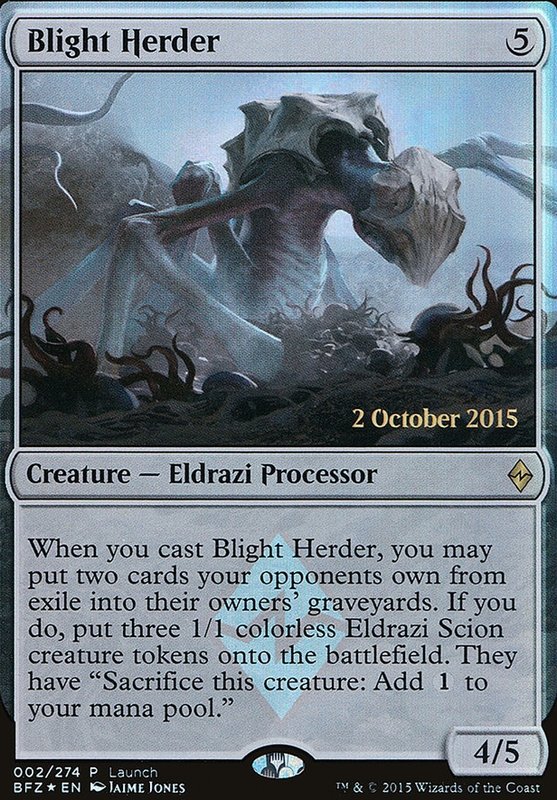 Blight Herder 5
2 October 2015
Creature — Eldrazi Processor
When you cast Blight Herder, you may
put two cards your opponents own from
exile into their owners' graveyards. If you
do, put three 1/1 colorless Eldrazi Scion
creature tokens onto the battlefield. They
have “Sacrifice this creature: Add 1 to
your mana pool.”
4/5
002/274 P Launch
BFZ ★ EN Jaime Jones
™ & © 2015 Wizards of the Coast